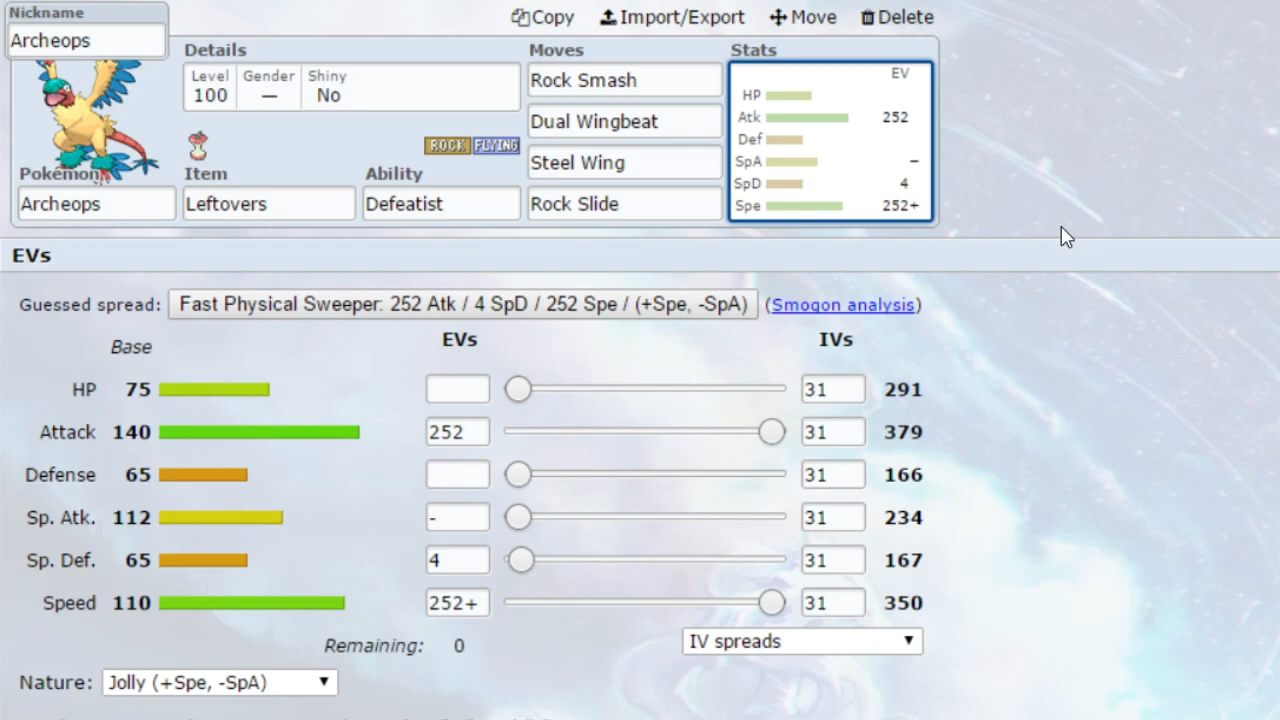 Nickname
Archeops
Copy Import/Export Move Delete
Details
Level Gender Shiny
100 — No
ROCK FLYING
Pokémon Item Ability
Archeops Leftovers Defeatist
Moves
Rock Smash
Dual Wingbeat
Steel Wing
Rock Slide
Stats
EV
HP
Atk 252
Def
SpA –
SpD 4
Spe 252+
EVs
Guessed spread: Fast Physical Sweeper: 252 Atk / 4 SpD / 252 Spe / (+Spe, -SpA) (Smogon analysis)
Base EVs IVs
HP 75 31 291
Attack 140 252 31 379
Defense 65 31 166
Sp. Atk. 112 - 31 234
Sp. Def. 65 4 31 167
Speed 110 252+ 31 350
Remaining: 0 IV spreads
Nature: Jolly (+Spe, -SpA)